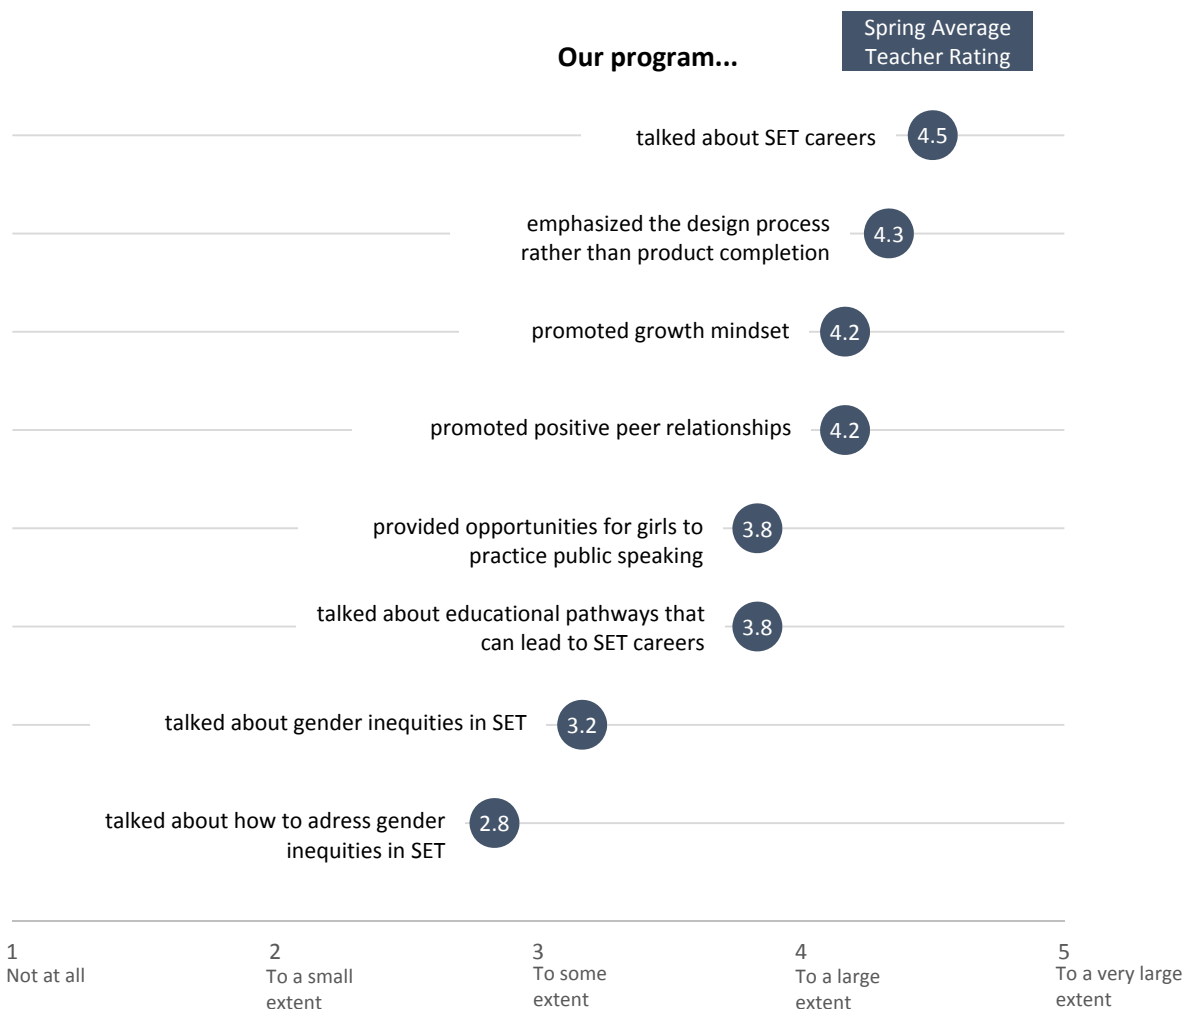 Our program...
Spring Average
Teacher Rating
talked about SET careers
4.5
emphasized the design process
rather than product completion
4.3
promoted growth mindset
4.2
promoted positive peer relationships
4.2
provided opportunities for girls to
practice public speaking
3.8
talked about educational pathways that
can lead to SET careers
3.8
talked about gender inequities in SET
3.2
talked about how to adress gender
inequities in SET
2.8
1
Not at all
2
To a small
extent
3
To some
extent
4
To a large
extent
5
To a very large
extent